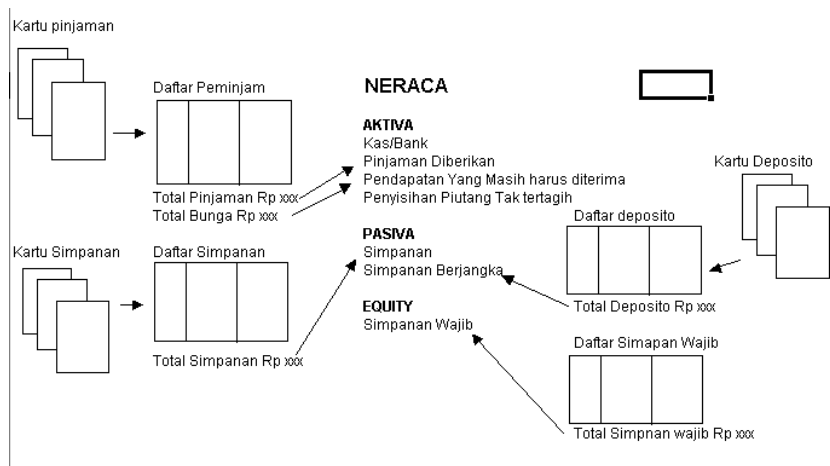 Kartu pinjaman
Daftar Peminjam
Total Pinjaman Rp xxx
Total Bunga Rp xxx
Kartu Simpanan
Daftar Simpanan
Total Simpanan Rp xxx
NERACA
AKTIVA
Kas/Bank
Pinjaman Diberikan
Pendapatan Yang Masih harus diterima
Penyisihan Piutang Tak tertagih
PASIVA
Simpanan
Simpanan Berjangka
EQUITY
Simpanan Wajib
Kartu Deposito
Daftar deposito
Total Deposito Rp xxx
Daftar Simapan Wajib
Total Simpnan wajib Rp xxx